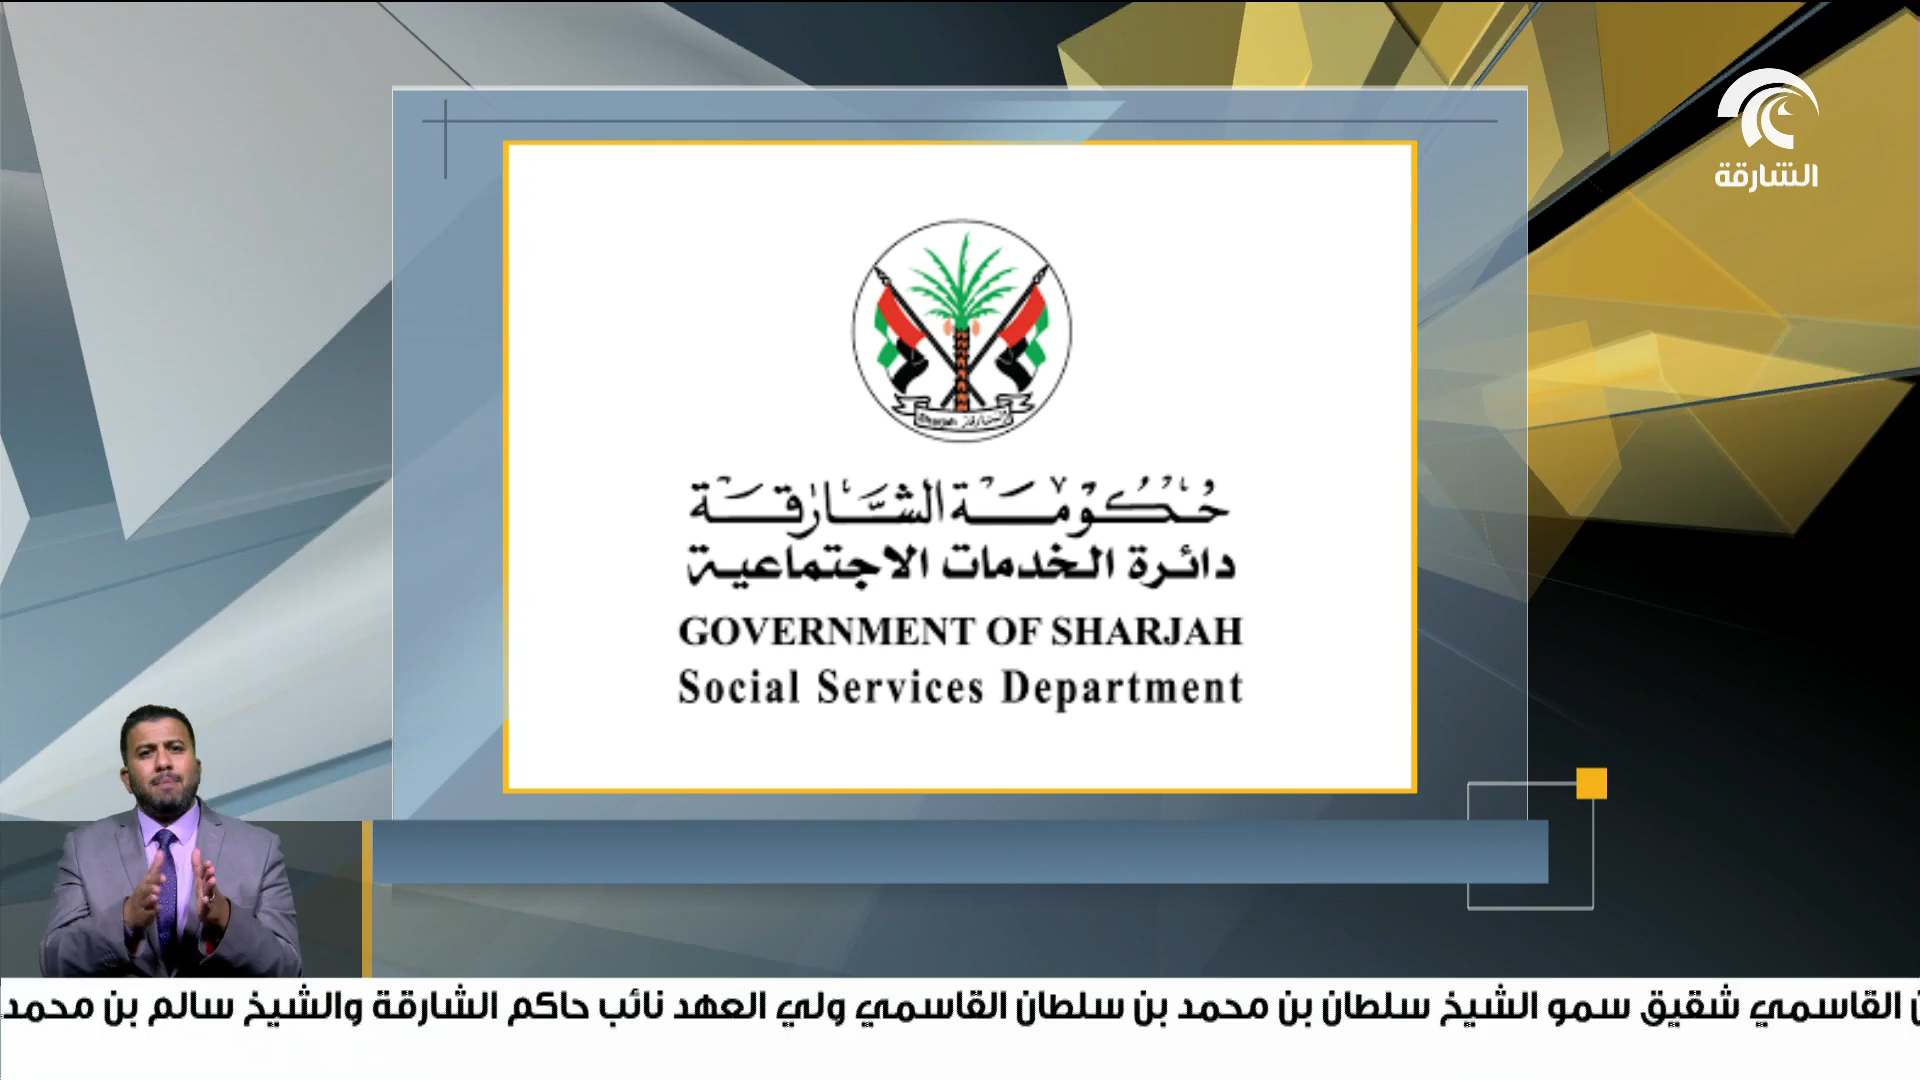 الشارقة
حكومة الشارقة
دائرة الخدمات الاجتماعية
GOVERNMENT OF SHARJAH
Social Services Department
القاسمي شقيق سمو الشيخ سلطان بن محمد بن سلطان القاسمي ولي العهد نائب حاكم الشارقة والشيخ سالم بن محمد